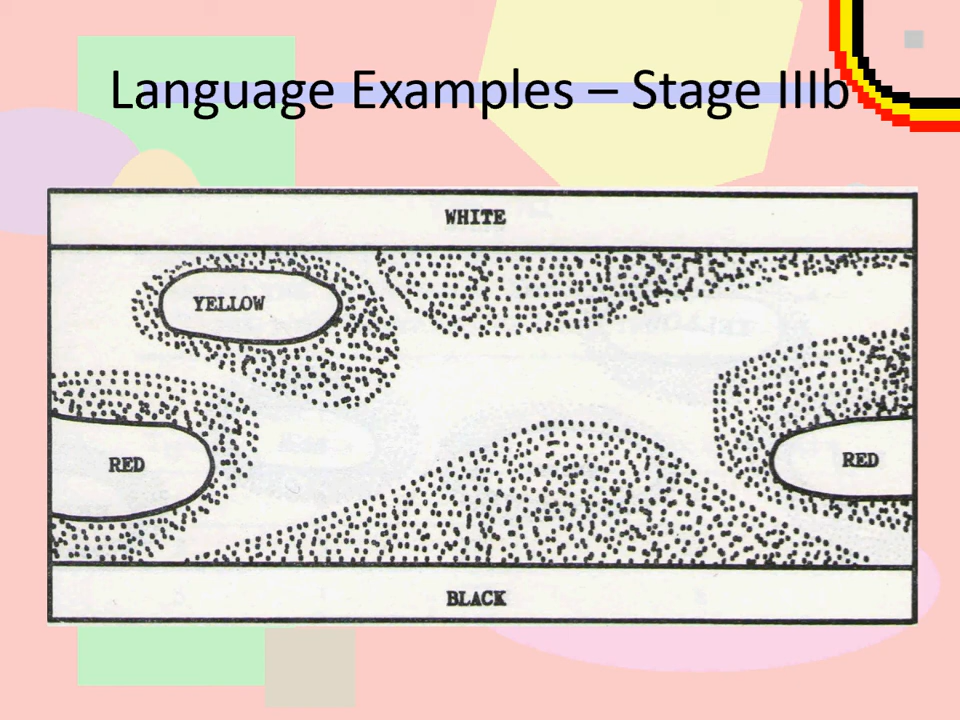 Language Examples – Stage IIIb
WHITE
YELLOW
RED
RED
BLACK